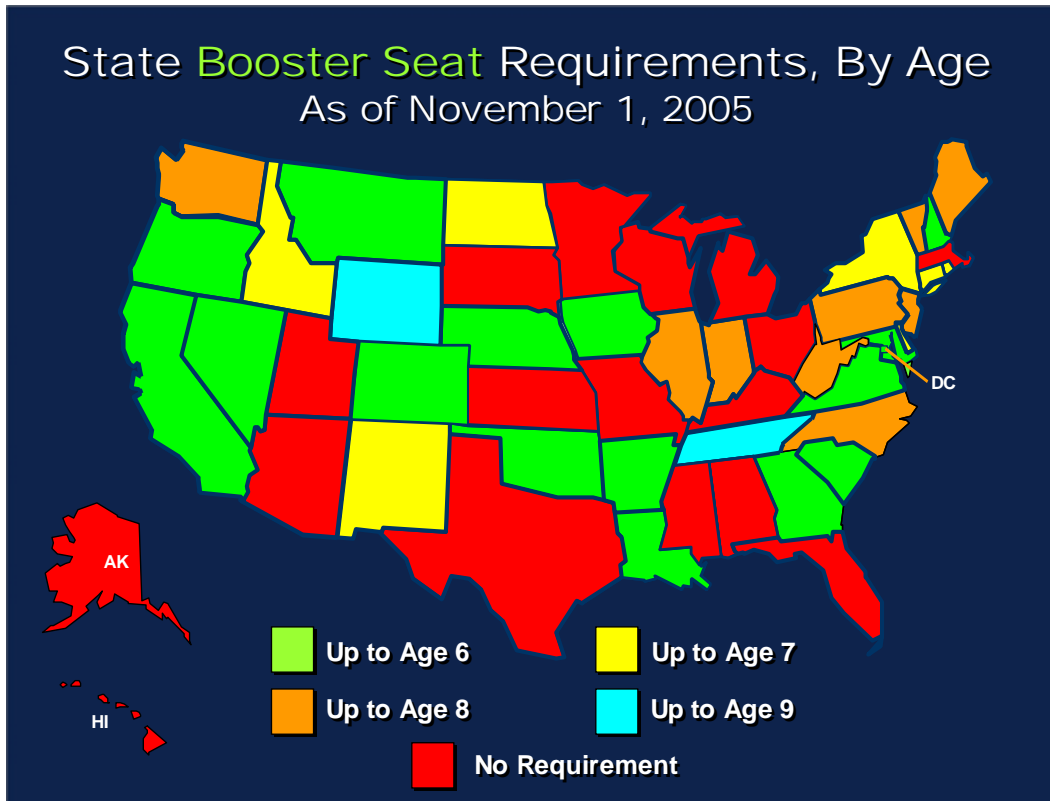 State Booster Seat Requirements, By Age
As of November 1, 2005
DC
AK
HI
Up to Age 6
Up to Age 7
Up to Age 8
Up to Age 9
No Requirement